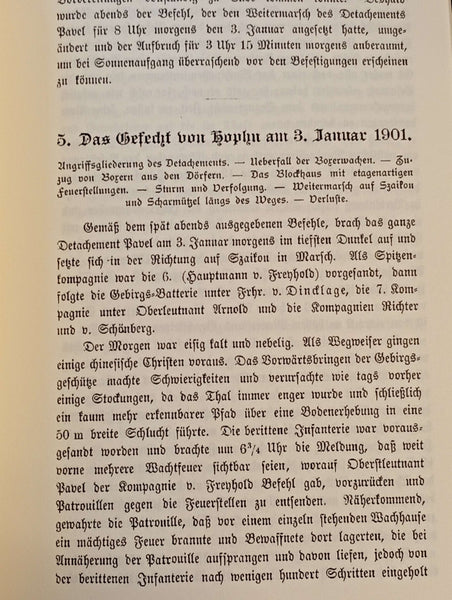 wurde abends der Befehl, der den Weitermarsch des Detachements
Pavel für 8 Uhr morgens den 3. Januar angesetzt hatte, umge-
ändert und der Aufbruch für 3 Uhr 15 Minuten morgens anberaumt,
um bei Sonnenaufgang überraschend vor den Befestigungen erscheinen
zu können.
5. Das Gefecht von Hophu am 3. Januar 1901.
Angriffsgliederung des Detachements. — Ueberfall der Boxerwachen. — Zu-
zug von Boxern aus den Dörfern. — Das Blockhaus mit etagenartigen
Feuerstellungen. — Sturm und Verfolgung. — Weitermarsch auf Szaikou
und Scharmützel längs des Weges. — Verluste.
Gemäß dem spät abends ausgegebenen Befehle, brach das ganze
Detachement Pavel am 3. Januar morgens im tiefsten Dunkel auf und
setzte sich in der Richtung auf Szaikou in Marsch. Als Spitzen-
kompagnie war die 6. (Hauptmann v. Freyhold) vorgesandt, dann
folgte die Gebirgs-Batterie unter Frhr. v. Dincklage, die 7. Kom-
pagnie unter Oberleutnant Arnold und die Kompagnien Richter
und v. Schönberg.
Der Morgen war eisig kalt und nebelig. Als Wegweiser gingen
einige chinesische Christen voraus. Das Vorwärtsbringen der Gebirgs-
geschütze machte Schwierigkeiten und verursachte wie tags vorher
einige Stockungen, da das Thal immer enger wurde und schließlich
ein kaum mehr erkennbarer Pfad über eine Bodenerhebung in eine
50 m breite Schlucht führte. Die berittene Infanterie war voraus-
gesandt worden und brachte um 6³/₄ Uhr die Meldung, daß weit
vorne mehrere Wachtfeuer sichtbar seien, worauf Oberstleutnant
Pavel der Kompagnie v. Freyhold Befehl gab, vorzurücken und
Patrouillen gegen die Feuerstellen zu entsenden. Näherkommend,
gewahrte die Patrouille, daß vor einem einzeln stehenden Wachhause
ein mächtiges Feuer brannte und Bewaffnete dort lagerten, die bei
Annäherung der Patrouille aufsprangen und davon liefen, jedoch von
der berittenen Infanterie nach wenigen hundert Schritten eingeholt